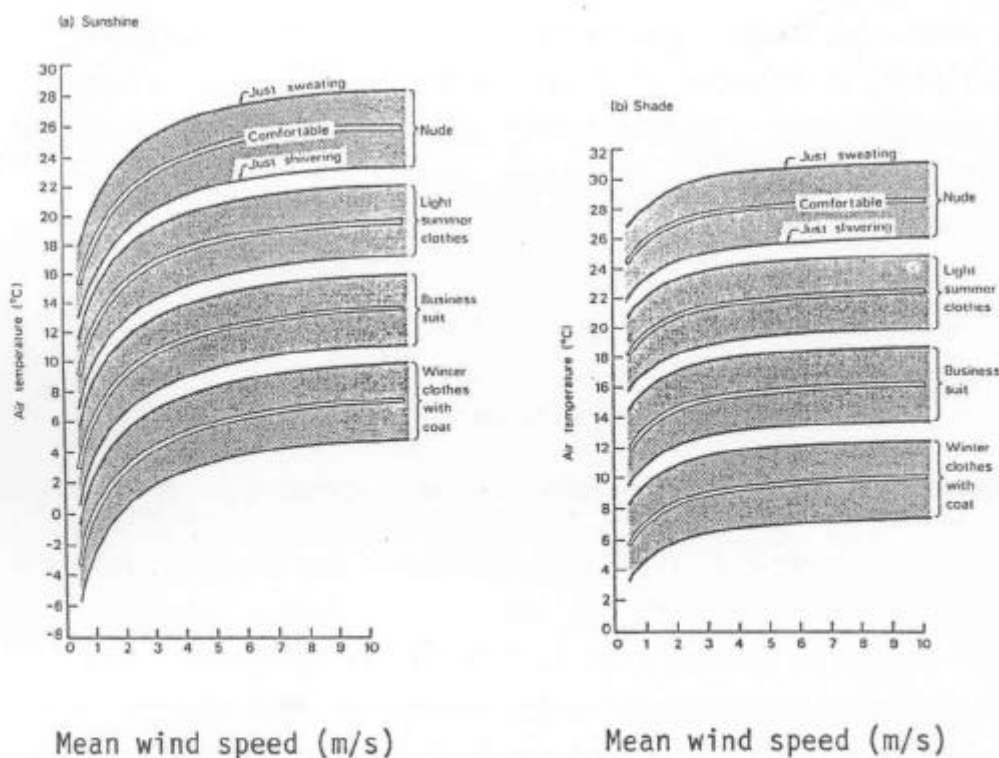 (a) Sunshine
30
28
26
24
22
20
18
16
14
12
10
8
6
4
2
0
-2
-4
-6
-8
Air temperature (°C)
0 1 2 3 4 5 6 7 8 9 10
Just sweating
Comfortable
Just shivering
Nude
Light
summer
clothes
Business
suit
Winter
clothes
with
coat
Mean wind speed (m/s)
(b) Shade
32
30
28
26
24
22
20
18
16
14
12
10
8
6
4
2
0
Air temperature (°C)
0 1 2 3 4 5 6 7 8 9 10
Just sweating
Comfortable
Just shivering
Nude
Light
summer
clothes
Business
suit
Winter
clothes
with
coat
Mean wind speed (m/s)